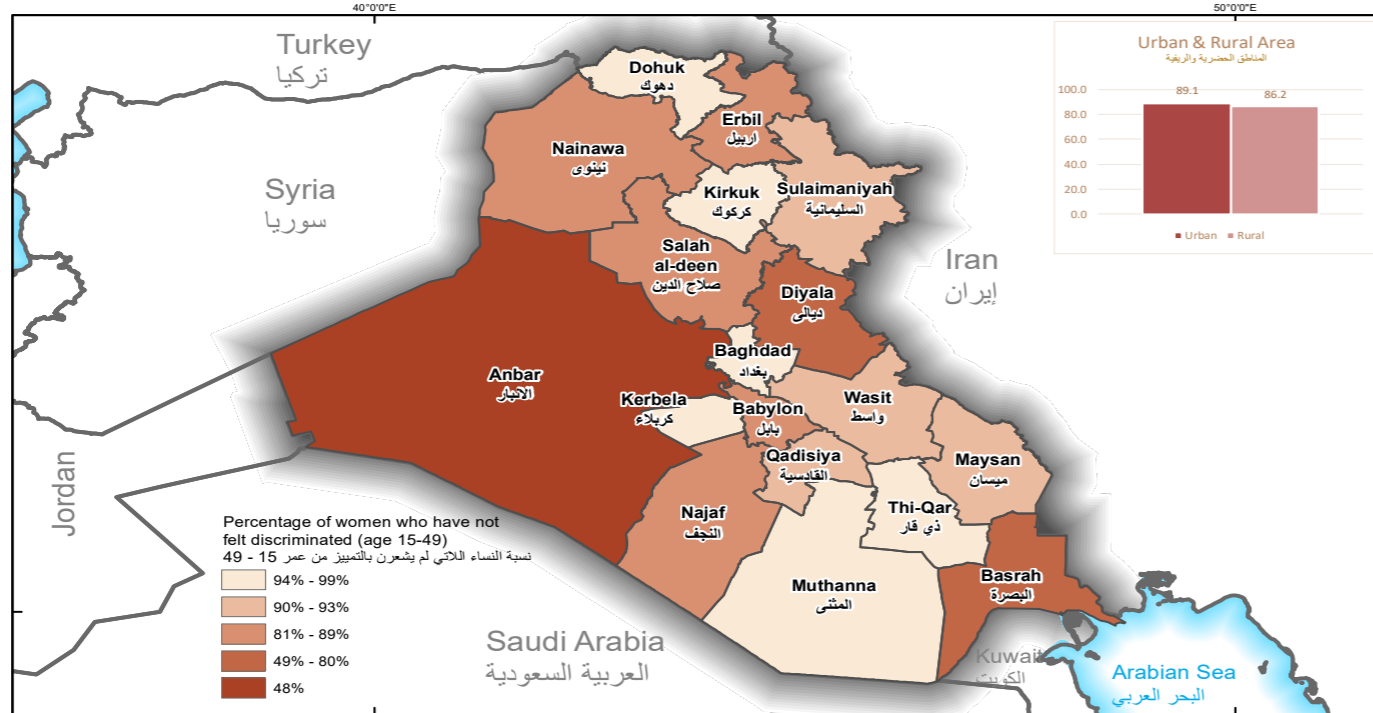 40°0'0"E
50°0'0"E
Turkey
تركيا
Syria
سوريا
Jordan
Iran
إيران
Saudi Arabia
العربية السعودية
Kuwait
الكويت
Arabian Sea
البحر العربي
Dohuk
دهوك
Erbil
اربيل
Nainawa
نينوى
Kirkuk
كركوك
Sulaimaniyah
السليمانية
Salah
al-deen
صلاح الدين
Diyala
ديالى
Baghdad
بغداد
Anbar
الانبار
Kerbela
كربلاء
Babylon
بابل
Wasit
واسط
Qadisiya
القادسية
Maysan
ميسان
Najaf
النجف
Thi-Qar
ذي قار
Muthanna
المثنى
Basrah
البصرة
Urban & Rural Area
المناطق الحضرية والريفية
100.0
80.0
60.0
40.0
20.0
0.0
89.1
86.2
Urban
Rural
Percentage of women who have not
felt discriminated (age 15-49)
نسبة النساء اللاتي لم يشعرن بالتمييز من عمر 15 - 49
94% - 99%
90% - 93%
81% - 89%
49% - 80%
48%